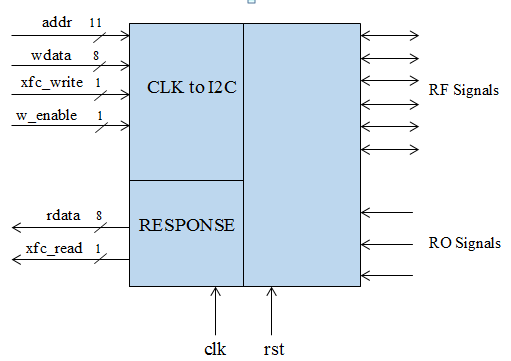 addr 11
wdata 8
xfc_write 1
w_enable 1
CLK to I2C
RF Signals
rdata 8
xfc_read 1
RESPONSE
RO Signals
clk rst